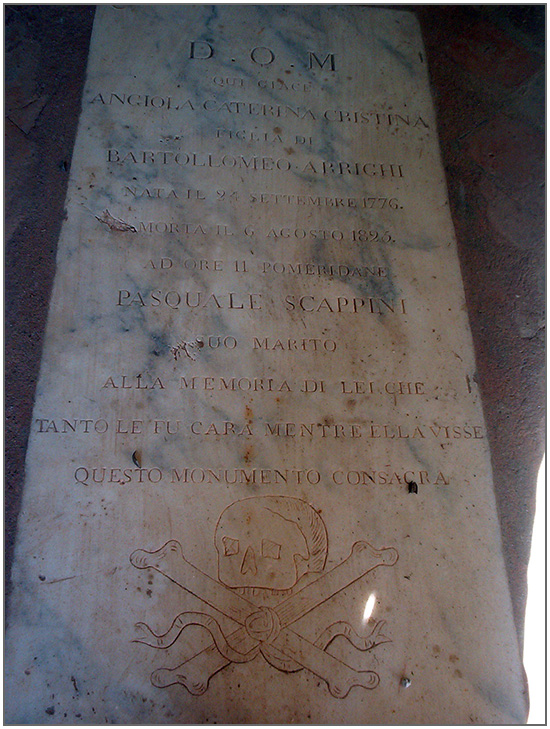 D. O. M
QUI GIACE
ANGIOLA CATERINA CRISTINA
FIGLIA DI
BARTOLLOMEO ARRIGHI
NATA IL 25 SETTEMBRE 1776.
MORTA IL 6 AGOSTO 1825.
AD ORE 11 POMERIDANE
PASQUALE SCAPPINI
SUO MARITO
ALLA MEMORIA DI LEI CHE
TANTO LE FU CARA MENTRE ELLA VISSE
QUESTO MONUMENTO CONSACRA